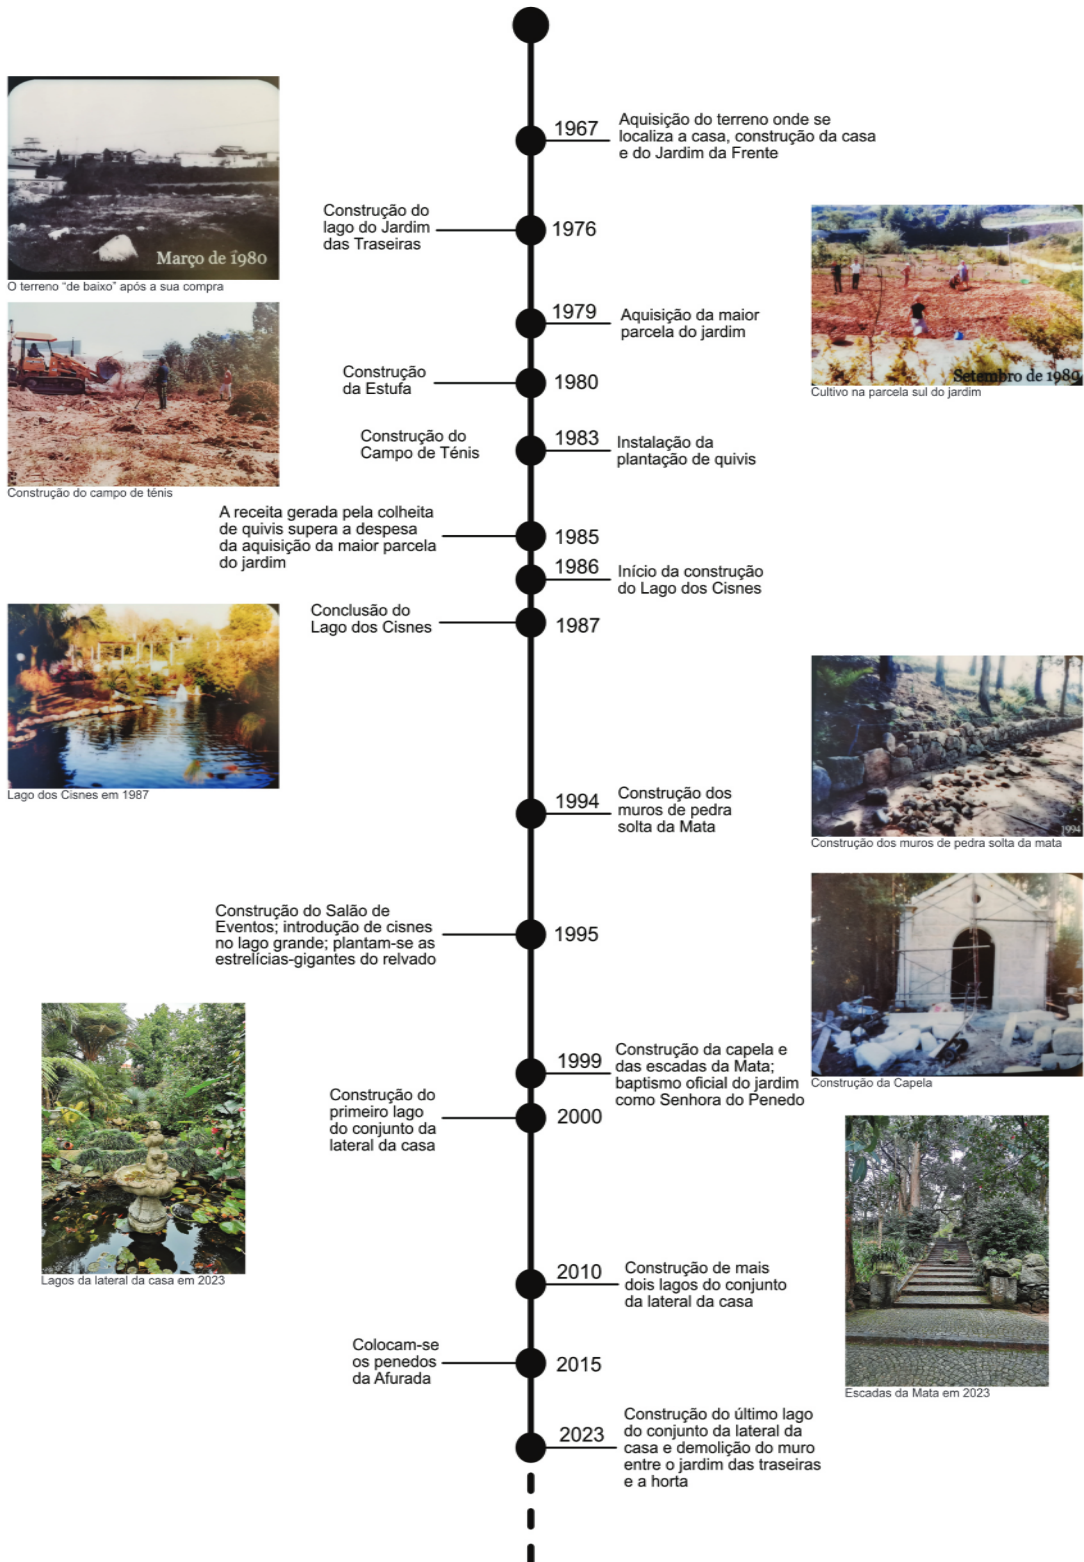 1967
Aquisição do terreno onde se
localiza a casa, construção da casa
e do Jardim da Frente
Março de 1980
O terreno “de baixo” após a sua compra
Construção do
lago do Jardim
das Traseiras
1976
Setembro de 1980
Cultivo na parcela sul do jardim
1979
Aquisição da maior
parcela do jardim
Construção
da Estufa
1980
Construção do
Campo de Ténis
1983
Instalação da
plantação de quivis
Construção do campo de ténis
A receita gerada pela colheita
de quivis supera a despesa
da aquisição da maior parcela
do jardim
1985
1986
Início da construção
do Lago dos Cisnes
Conclusão do
Lago dos Cisnes
1987
Lago dos Cisnes em 1987
1994
Construção dos
muros de pedra
solta da Mata
1994
Construção dos muros de pedra solta da mata
Construção do Salão de
Eventos; introdução de cisnes
no lago grande; plantam-se as
estrelícias-gigantes do relvado
1995
1999
Construção da capela e
das escadas da Mata;
baptismo oficial do jardim
como Senhora do Penedo
Construção da Capela
Construção do
primeiro lago
do conjunto da
lateral da casa
2000
Lagos da lateral da casa em 2023
2010
Construção de mais
dois lagos do conjunto
da lateral da casa
Colocam-se
os penedos
da Afurada
2015
Escadas da Mata em 2023
2023
Construção do último lago
do conjunto da lateral da
casa e demolição do muro
entre o jardim das traseiras
e a horta